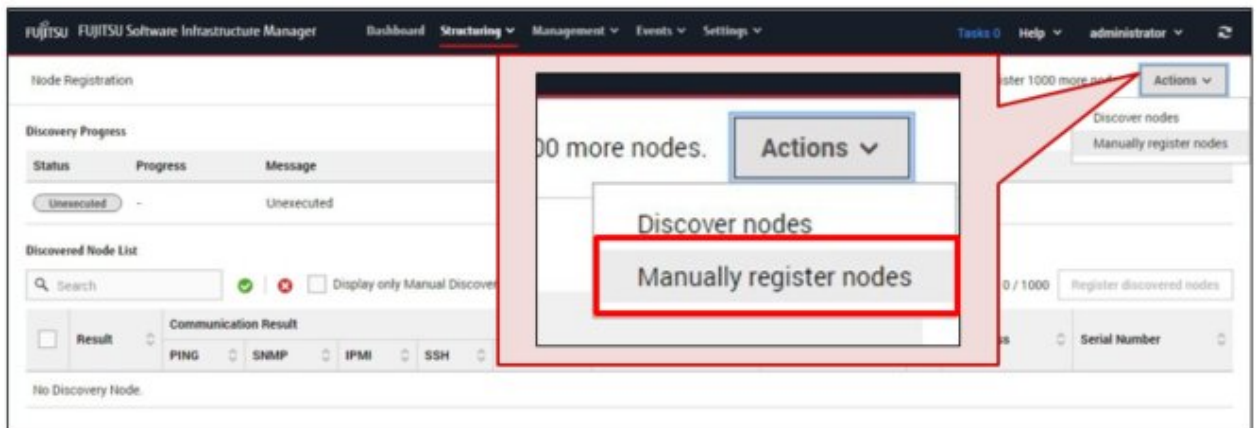 FUJITSU FUJITSU Software Infrastructure Manager Dashboard Structuring Management Events Settings Tasks 0 Help administrator
Node Registration ister 1000 more Actions
Discover nodes
Manually register nodes
00 more nodes. Actions
Discover nodes
Manually register nodes
Discovery Progress
Status Progress Message
Unexecuted - Unexecuted
Discovered Node List
Search Display only Manual Discover 0 / 1000 Register discovered nodes
Result Communication Result ss Serial Number
PING SNMP IPMI SSH
No Discovery Node.